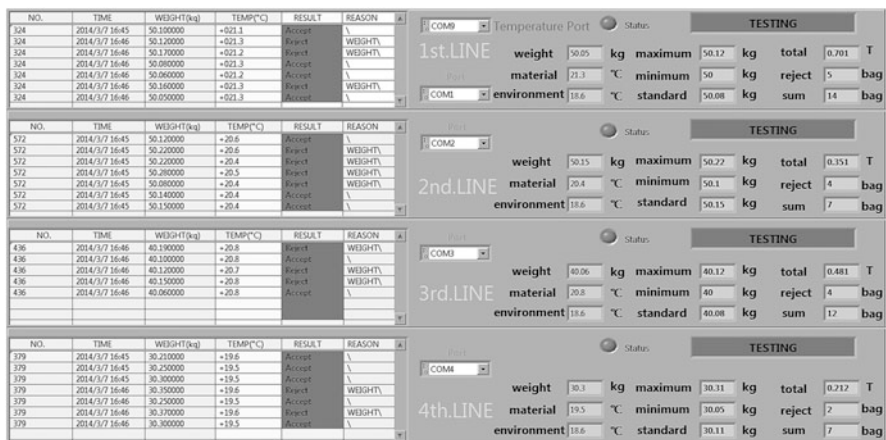 NO. TIME WEIGHT(kg) TEMP(°C) RESULT REASON
324 2014/3/7 16:45 50.100000 +021.1 Accept \
324 2014/3/7 16:46 50.120000 +021.3 Reject WEIGHT\
324 2014/3/7 16:46 50.170000 +021.2 Reject WEIGHT\
324 2014/3/7 16:46 50.080000 +021.3 Accept \
324 2014/3/7 16:46 50.060000 +021.2 Accept \
324 2014/3/7 16:46 50.160000 +021.3 Reject WEIGHT\
324 2014/3/7 16:46 50.050000 +021.3 Accept \
COM9 Temperature Port Status TESTING
1st.LINE weight 50.05 kg maximum 50.12 kg total 0.701 T
Port material 21.3 °C minimum 50 kg reject 5 bag
COM1 environment 18.6 °C standard 50.08 kg sum 14 bag
NO. TIME WEIGHT(kg) TEMP(°C) RESULT REASON
572 2014/3/7 16:45 50.120000 +20.6 Accept \
572 2014/3/7 16:46 50.220000 +20.6 Reject WEIGHT\
572 2014/3/7 16:46 50.220000 +20.4 Reject WEIGHT\
572 2014/3/7 16:46 50.280000 +20.5 Reject WEIGHT\
572 2014/3/7 16:46 50.080000 +20.4 Reject WEIGHT\
572 2014/3/7 16:46 50.140000 +20.4 Accept \
572 2014/3/7 16:46 50.150000 +20.4 Accept \
Port Status TESTING
COM2
weight 50.15 kg maximum 50.22 kg total 0.351 T
2nd.LINE material 20.4 °C minimum 50.1 kg reject 4 bag
environment 18.6 °C standard 50.15 kg sum 7 bag
NO. TIME WEIGHT(kg) TEMP(°C) RESULT REASON
436 2014/3/7 16:46 40.190000 +20.8 Reject WEIGHT\
436 2014/3/7 16:46 40.100000 +20.8 Accept \
436 2014/3/7 16:46 40.120000 +20.7 Reject WEIGHT\
436 2014/3/7 16:46 40.150000 +20.8 Reject WEIGHT\
436 2014/3/7 16:46 40.060000 +20.8 Accept \
Port Status TESTING
COM3
weight 40.06 kg maximum 40.12 kg total 0.481 T
3rd.LINE material 20.8 °C minimum 40 kg reject 4 bag
environment 18.6 °C standard 40.08 kg sum 12 bag
NO. TIME WEIGHT(kg) TEMP(°C) RESULT REASON
379 2014/3/7 16:45 30.210000 +19.6 Accept \
379 2014/3/7 16:45 30.250000 +19.5 Accept \
379 2014/3/7 16:45 30.300000 +19.5 Accept \
379 2014/3/7 16:46 30.350000 +19.6 Reject WEIGHT\
379 2014/3/7 16:46 30.250000 +19.5 Accept \
379 2014/3/7 16:46 30.370000 +19.6 Reject WEIGHT\
379 2014/3/7 16:46 30.300000 +19.5 Accept \
Port Status TESTING
COM4
weight 30.3 kg maximum 30.31 kg total 0.212 T
4th.LINE material 19.5 °C minimum 30.05 kg reject 2 bag
environment 18.6 °C standard 30.11 kg sum 7 bag